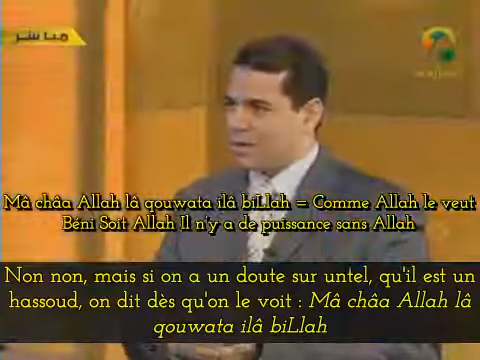 مباشر
Mâ châa Allah lâ qouwata ilâ biLlah = Comme Allah le veut
Béni Soit Allah Il n'y a de puissance sans Allah
Non non, mais si on a un doute sur untel, qu'il est un
hassoud, on dit dès qu'on le voit : Mâ châa Allah lâ
qouwata ilâ biLlah